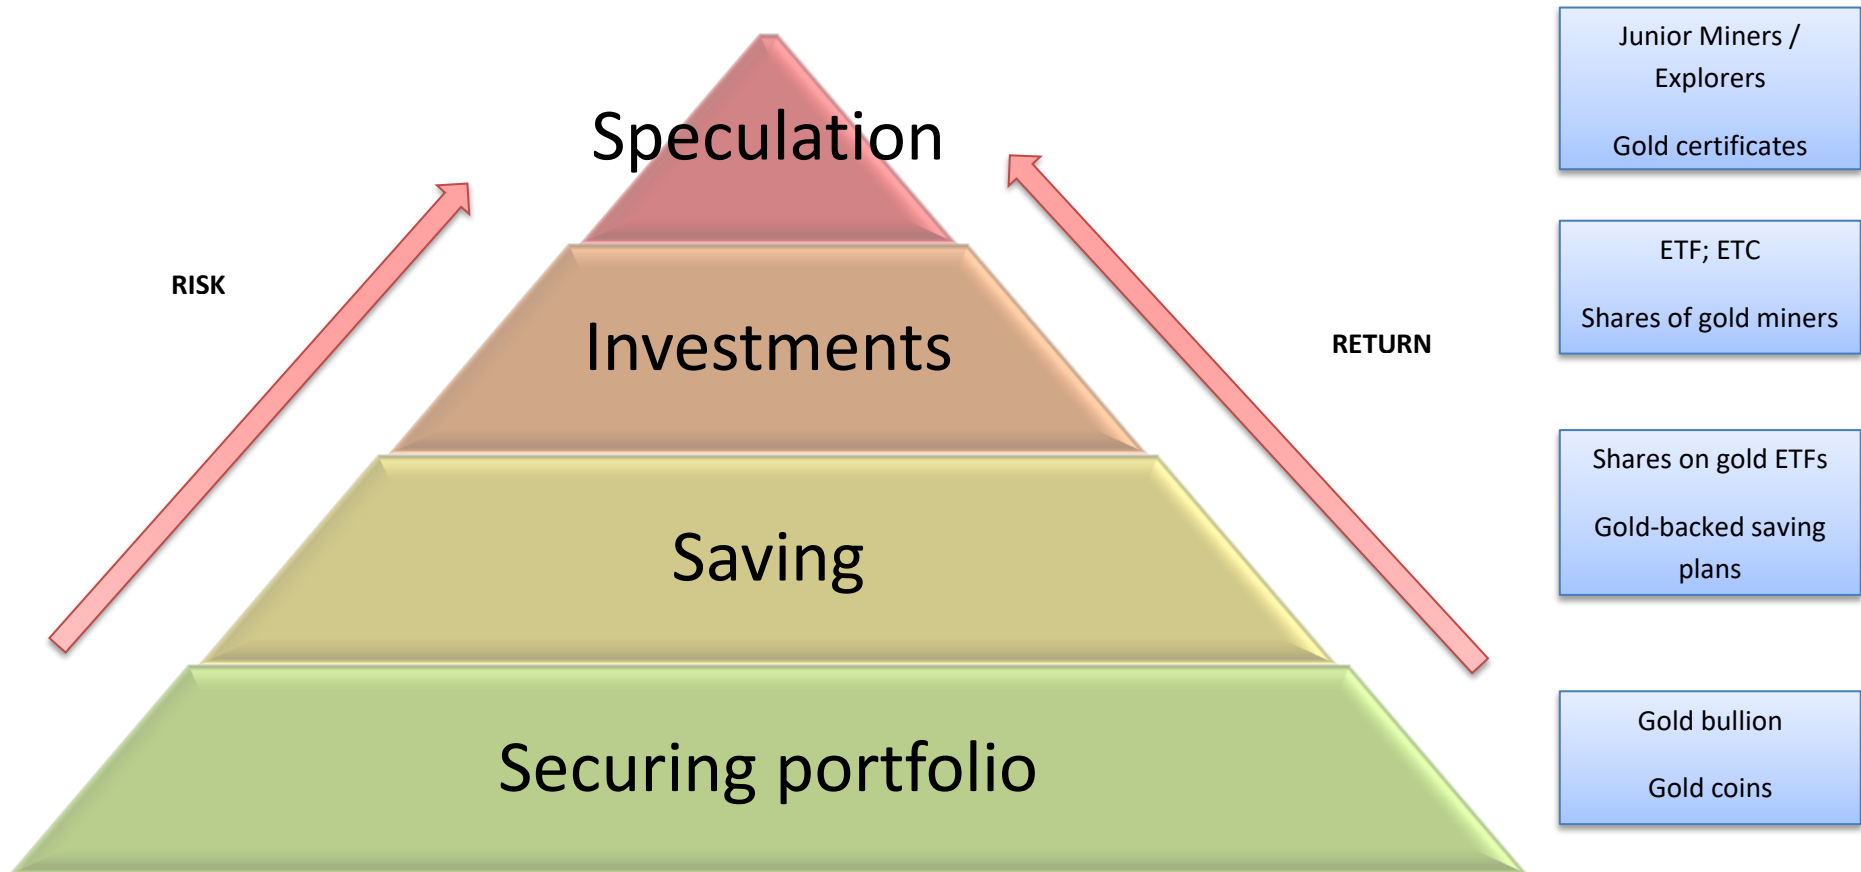 Speculation
Investments
Saving
Securing portfolio
RISK
RETURN
Junior Miners /
Explorers
Gold certificates
ETF; ETC
Shares of gold miners
Shares on gold ETFs
Gold-backed saving
plans
Gold bullion
Gold coins